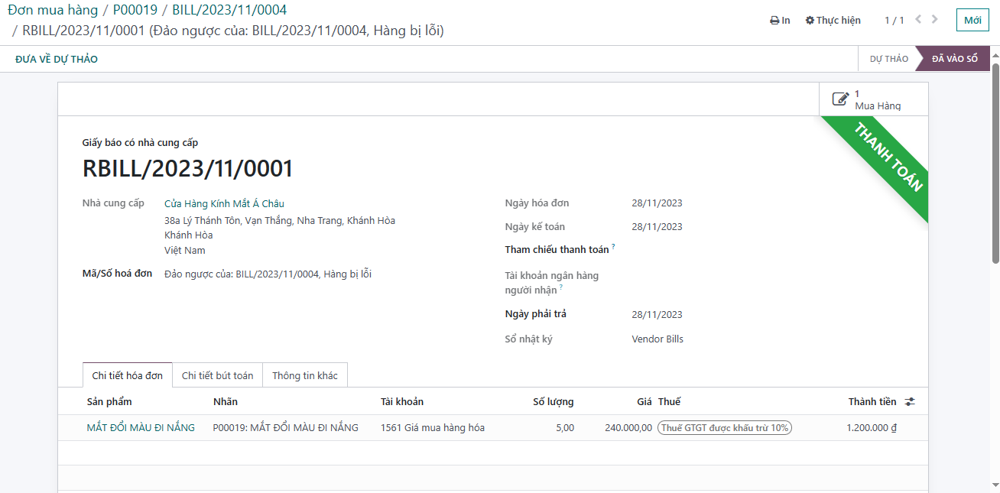 Đơn mua hàng / P00019 / BILL/2023/11/0004
/ RBILL/2023/11/0001 (Đảo ngược của: BILL/2023/11/0004, Hàng bị lỗi)
In Thực hiện 1 / 1 Mới
ĐƯA VỀ DỰ THẢO DỰ THẢO ĐÃ VÀO SỔ
1
Mua Hàng
THANH TOÁN
Giấy báo có nhà cung cấp
RBILL/2023/11/0001
Nhà cung cấp Cửa Hàng Kính Mắt Á Châu
38a Lý Thánh Tôn, Vạn Thắng, Nha Trang, Khánh Hòa
Khánh Hòa
Việt Nam
Mã/Số hoá đơn Đảo ngược của: BILL/2023/11/0004, Hàng bị lỗi
Ngày hóa đơn 28/11/2023
Ngày kế toán 28/11/2023
Tham chiếu thanh toán ?
Tài khoản ngân hàng
người nhận ?
Ngày phải trả 28/11/2023
Sổ nhật ký Vendor Bills
Chi tiết hóa đơn Chi tiết bút toán Thông tin khác
Sản phẩm Nhãn Tài khoản Số lượng Giá Thuế Thành tiền
MẮT ĐỔI MÀU ĐI NẮNG P00019: MẮT ĐỔI MÀU ĐI NẮNG 1561 Giá mua hàng hóa 5,00 240.000,00 Thuế GTGT được khấu trừ 10% 1.200.000 ₫